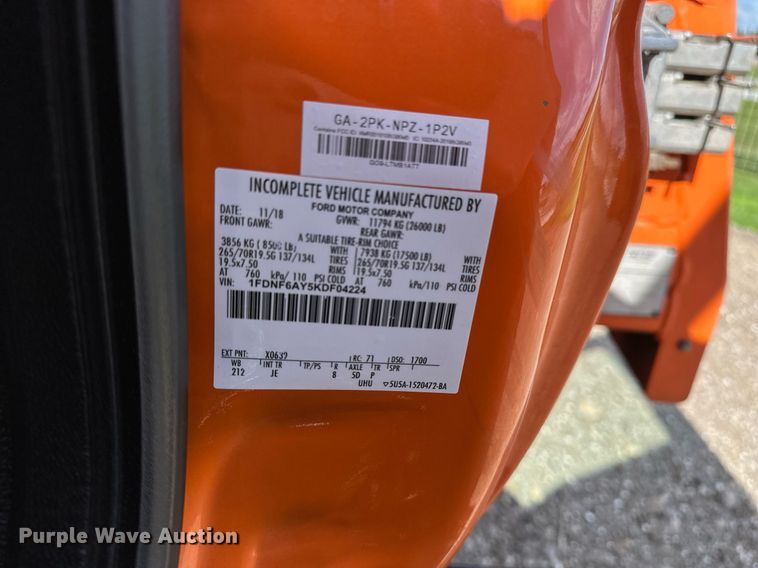 GA-2PK-NPZ-1P2V
GO9-LTMB1A77
INCOMPLETE VEHICLE MANUFACTURED BY
FORD MOTOR COMPANY
DATE: 11/18 GVWR: 11794 KG (26000 LB)
FRONT GAWR: REAR GAWR:
A SUITABLE TIRE-RIM CHOICE
3856 KG ( 8500 LB) WITH 7938 KG (17500 LB) WITH
265/70R19.5G 137/134L TIRES 265/70R19.5G 137/134L TIRES
19.5x7.50 RIMS 19.5x7.50 RIMS
AT 760 kPa/ 110 PSI COLD AT 760 kPa/110 PSI COLD
VIN: 1FDNF6AY5KDF04224
EXT PNT: X0639 RC: 71 DSO: 1700
WB INT TR TP/PS R AXLE TR SPR
212 JE 8 5D P
UHU 5U5A-1520472-BA
Purple Wave Auction